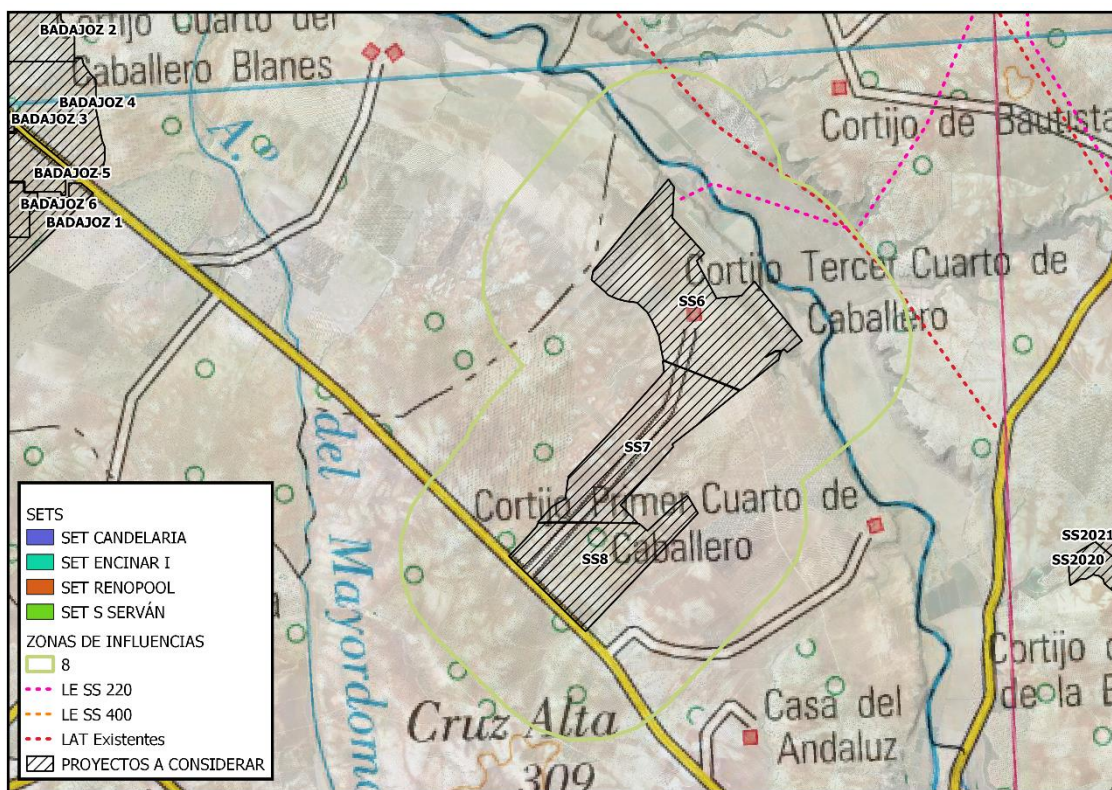 BADAJOZ 2
Cortijo Cuarto del
Caballero Blanes
BADAJOZ 4
BADAJOZ 3
BADAJOZ 5
BADAJOZ 6
BADAJOZ 1
A.
del
Mayordomo
Cortijo de Bautista
Cortijo Tercer Cuarto de
Caballero
SS6
SS7
Cortijo Primer Cuarto de
Caballero
SS8
SS2021
SS2020
Cortijo
de la
Casa del
Andaluz
Cruz Alta
309
SETS
SET CANDELARIA
SET ENCINAR I
SET RENOPOOL
SET S SERVÁN
ZONAS DE INFLUENCIAS
8
LE SS 220
LE SS 400
LAT Existentes
PROYECTOS A CONSIDERAR